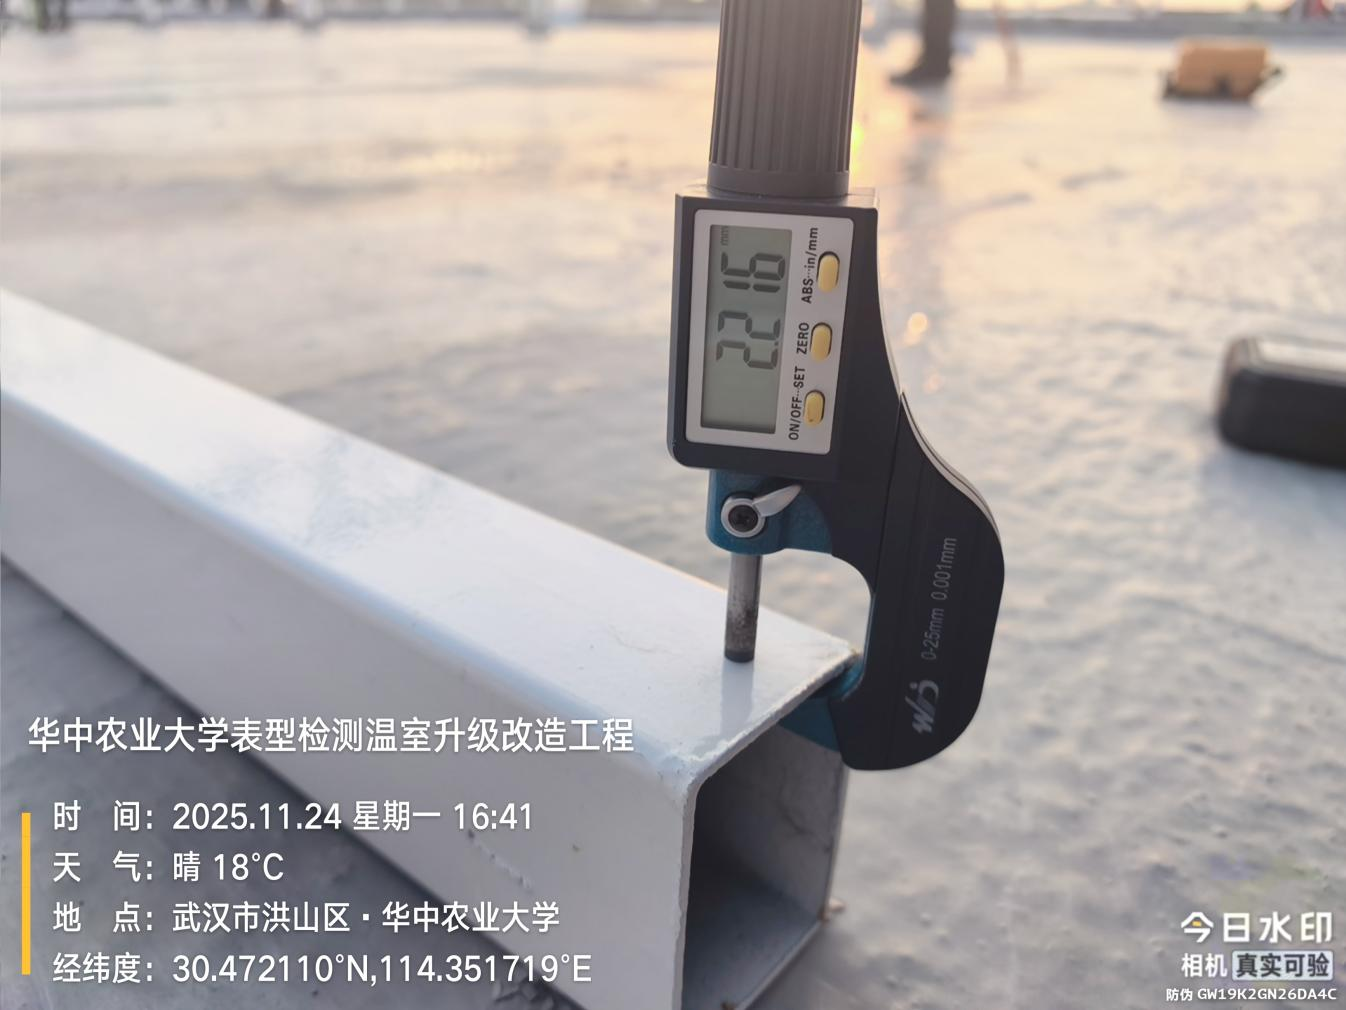 mm
2.216
ABS···in/mm
ZERO
ON/OFF···SET
0-25mm 0.001mm
华中农业大学表型检测温室升级改造工程
时 间：2025.11.24 星期一 16:41
天 气：晴 18°C
地 点：武汉市洪山区·华中农业大学
经纬度：30.472110°N,114.351719°E
今日水印
相机 真实可验
防伪 GW19K2GN26DA4C